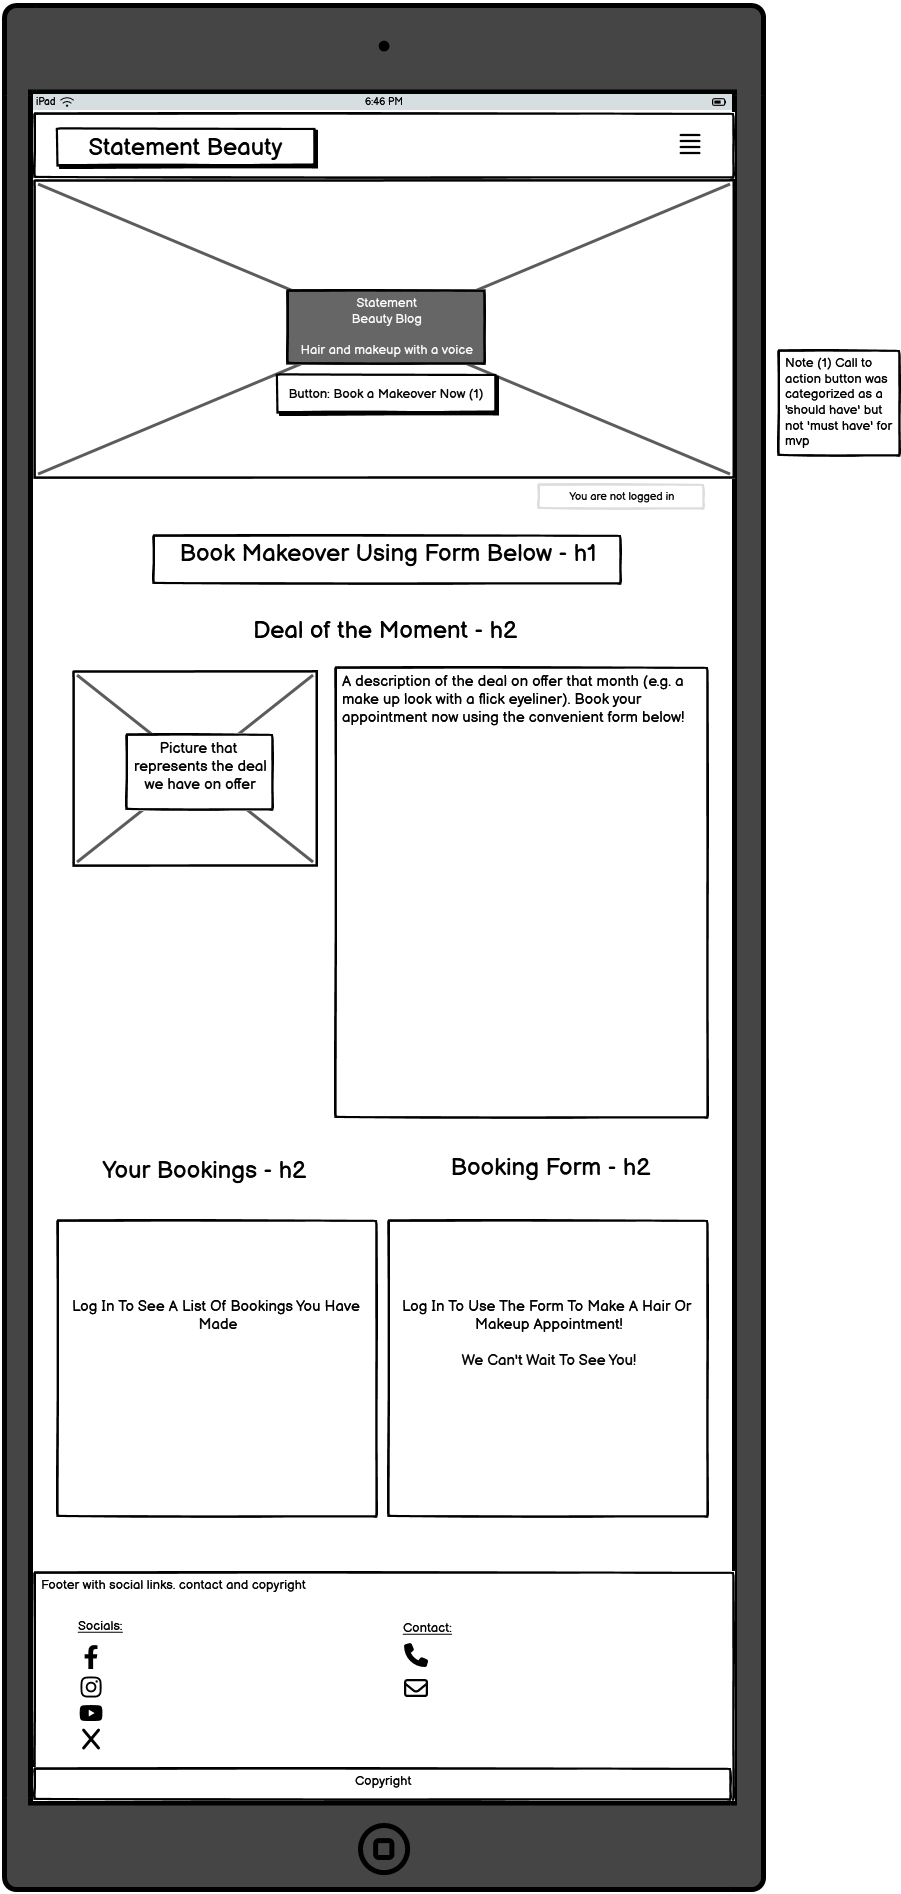 iPad
6:46 PM
Statement Beauty
Statement
Beauty Blog
Hair and makeup with a voice
Button: Book a Makeover Now (1)
Note (1) Call to
action button was
categorized as a
'should have' but
not 'must have' for
mvp
You are not logged in
Book Makeover Using Form Below - h1
Deal of the Moment - h2
Picture that
represents the deal
we have on offer
A description of the deal on offer that month (e.g. a
make up look with a flick eyeliner). Book your
appointment now using the convenient form below!
Your Bookings - h2
Booking Form - h2
Log In To See A List Of Bookings You Have
Made
Log In To Use The Form To Make A Hair Or
Makeup Appointment!
We Can't Wait To See You!
Footer with social links. contact and copyright
Socials:
Contact:
Copyright